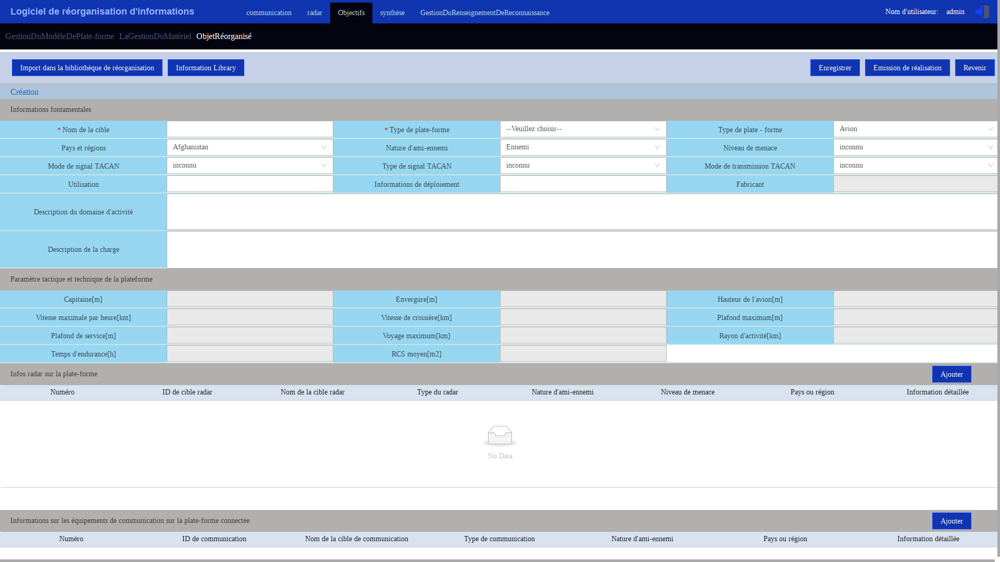 Logiciel de réorganisation d'informations
communication radar Objectifs synthèse GestionDuRenseignementDeReconnaissance
Nom d'utilisateur: admin
GestionDuModèleDePlate-forme LaGestionDuMatériel ObjetRéorganisé
Import dans la bibliothèque de réorganisation Information Library Enregistrer Emission de réalisation Revenir
Création
Informations fontamentales
* Nom de la cible * Type de plate-forme --Veuillez choisir-- Type de plate - forme Avion
Pays et régions Afghanistan Nature d'ami-ennemi Ennemi Niveau de menace inconnu
Mode de signal TACAN inconnu Type de signal TACAN inconnu Mode de transmission TACAN inconnu
Utilisation Informations de déploiement Fabricant
Description du domaine d'activité
Description de la charge
Paramètre tactique et technique de la plateforme
Capitaine[m] Envergure[m] Hauteur de l'avion[m]
Vitesse maximale par heure[km] Vitesse de croisière[km] Plafond maximum[m]
Plafond de service[m] Voyage maximum[km] Rayon d'activité[km]
Temps d'endurance[h] RCS moyen[m2]
Infos radar sur la plate-forme Ajouter
Numéro ID de cible radar Nom de la cible radar Type du radar Nature d'ami-ennemi Niveau de menace Pays ou région Information détaillée
No Data
Informations sur les équipements de communication sur la plate-forme connectée Ajouter
Numéro ID de communication Nom de la cible de communication Type de communication Nature d'ami-ennemi Pays ou région Information détaillée